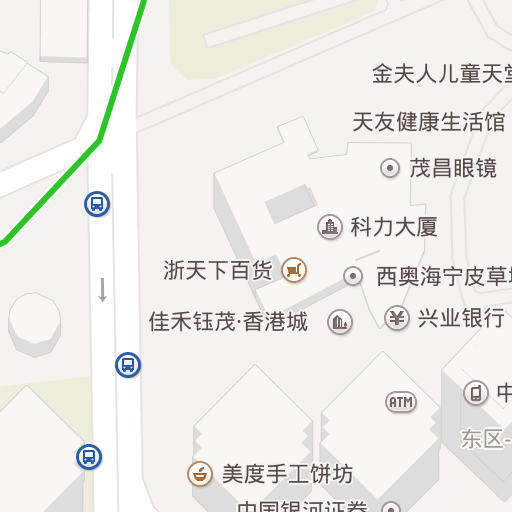 金夫人儿童天堂
天友健康生活馆
茂昌眼镜
科力大厦
浙天下百货
西奥海宁皮草城
佳禾钰茂·香港城
兴业银行
ATM
中
东区-
美度手工饼坊
中国银河证券